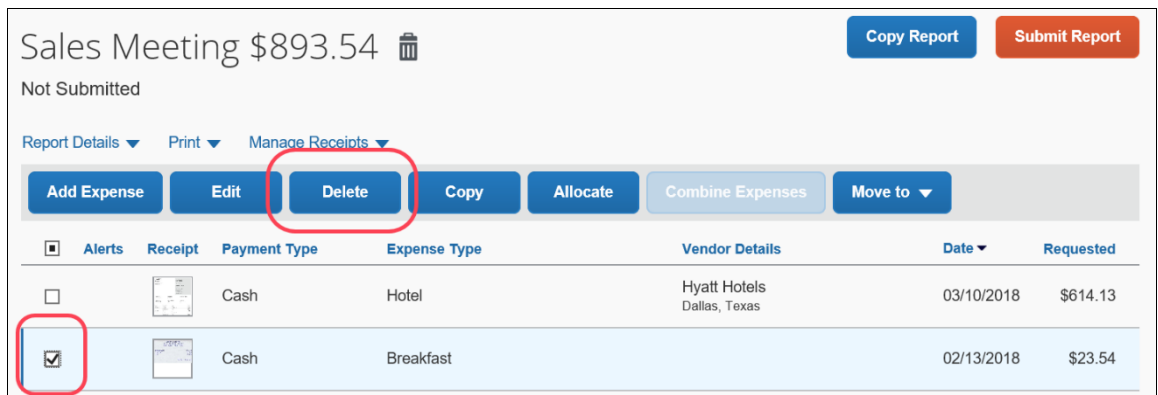 Sales Meeting $893.54
Copy Report
Submit Report
Not Submitted
Report Details
Print
Manage Receipts
Add Expense
Edit
Delete
Copy
Allocate
Combine Expenses
Move to
Alerts
Receipt
Payment Type
Expense Type
Vendor Details
Date
Requested
Cash
Hotel
Hyatt Hotels
Dallas, Texas
03/10/2018
$614.13
Cash
Breakfast
02/13/2018
$23.54